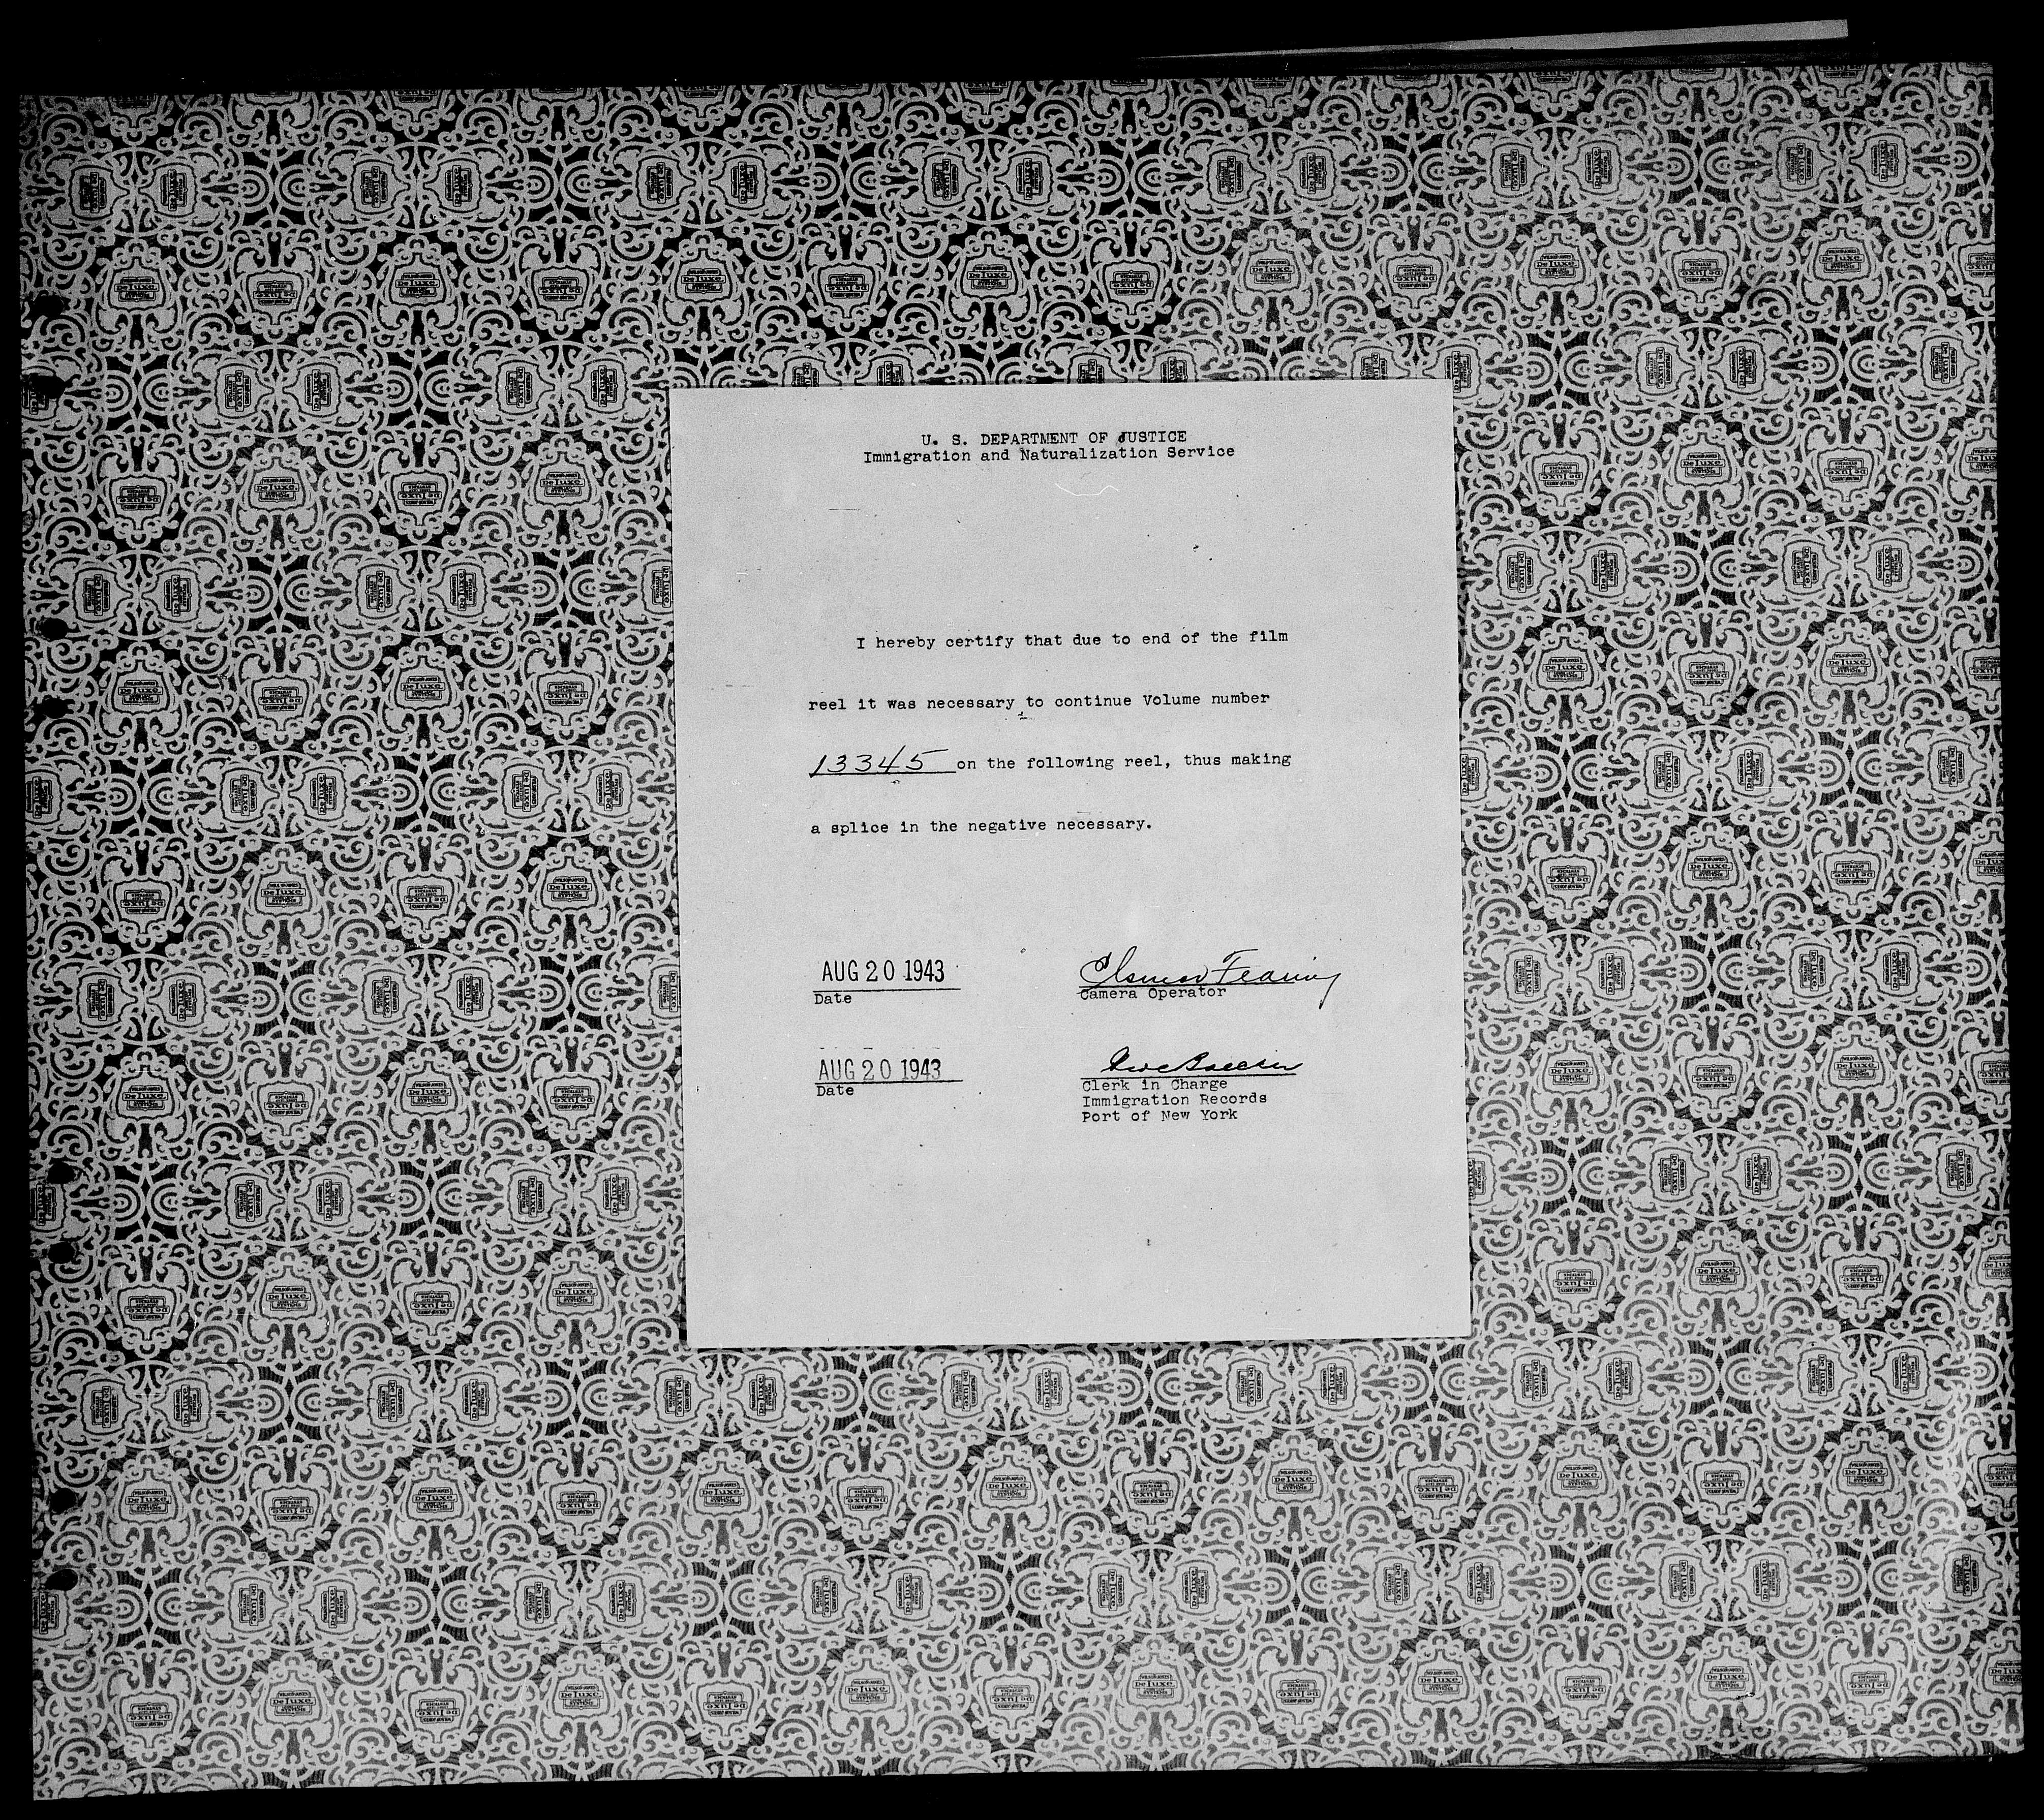 U. S. DEPARTMENT OF JUSTICE
Immigration and Naturalization Service
I hereby certify that due to end of the film
reel it was necessary to continue Volume number
13345 on the following reel, thus making
a splice in the negative necessary.
AUG 20 1943
Date
Camera Operator
AUG 20 1943
Date
Clerk in Charge
Immigration Records
Port of New York